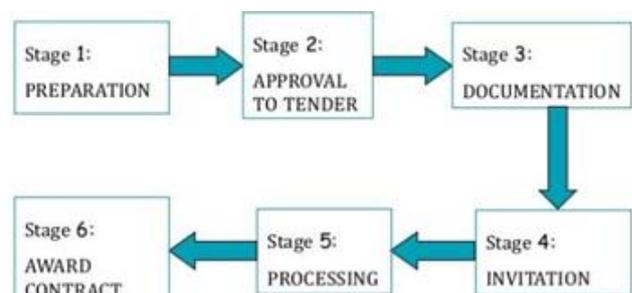 Stage 1:
PREPARATION
Stage 2:
APPROVAL
TO TENDER
Stage 3:
DOCUMENTATION
Stage 4:
INVITATION
Stage 5:
PROCESSING
Stage 6:
AWARD
CONTRACT